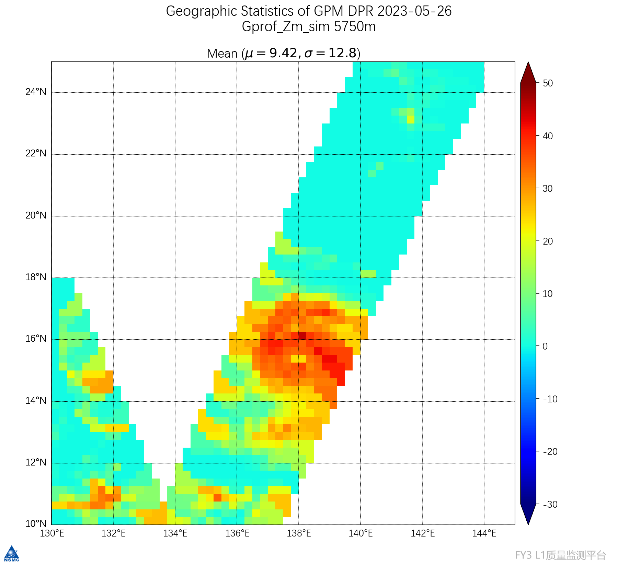 Geographic Statistics of GPM DPR 2023-05-26
Gprof_Zm_sim 5750m
Mean (μ = 9.42, σ = 12.8)
24°N
22°N
20°N
18°N
16°N
14°N
12°N
10°N
130°E 132°E 134°E 136°E 138°E 140°E 142°E 144°E
50
40
30
20
10
0
-10
-20
-30
FY3 L1质量监测平台